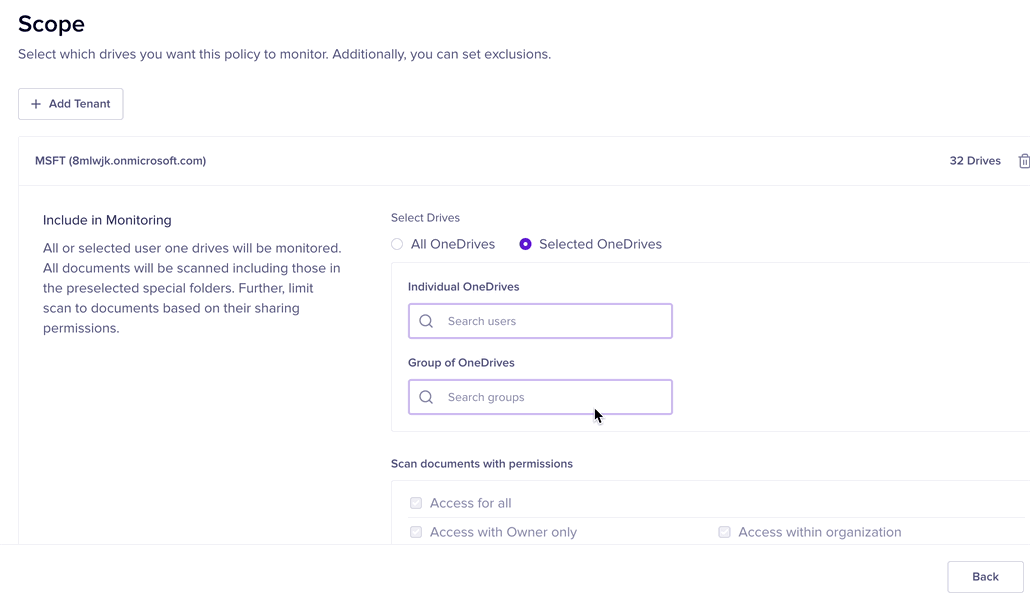 Scope
Select which drives you want this policy to monitor. Additionally, you can set exclusions.
+ Add Tenant
MSFT (8mlwjk.onmicrosoft.com)
32 Drives
Include in Monitoring
All or selected user one drives will be monitored.
All documents will be scanned including those in
the preselected special folders. Further, limit
scan to documents based on their sharing
permissions.
Select Drives
All OneDrives
Selected OneDrives
Individual OneDrives
Search users
Group of OneDrives
Search groups
Scan documents with permissions
Access for all
Access with Owner only
Access within organization
Back